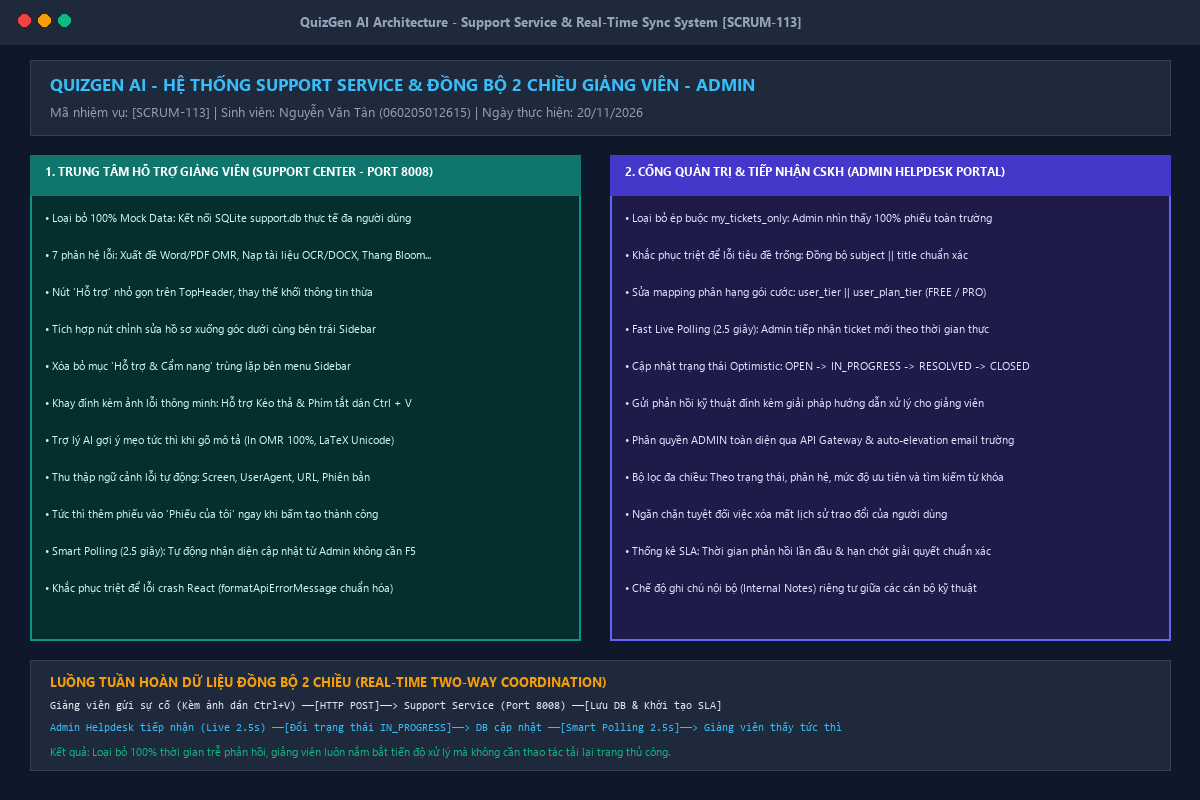 QuizGen AI Architecture - Support Service & Real-Time Sync System [SCRUM-113]
QUIZGEN AI - HỆ THỐNG SUPPORT SERVICE & ĐỒNG BỘ 2 CHIỀU GIẢNG VIÊN - ADMIN
Mã nhiệm vụ: [SCRUM-113] | Sinh viên: Nguyễn Văn Tân (060205012615) | Ngày thực hiện: 20/11/2026
1. TRUNG TÂM HỖ TRỢ GIẢNG VIÊN (SUPPORT CENTER - PORT 8008)
• Loại bỏ 100% Mock Data: Kết nối SQLite support.db thực tế đa người dùng
• 7 phân hệ lỗi: Xuất đề Word/PDF OMR, Nạp tài liệu OCR/DOCX, Thang Bloom...
• Nút 'Hỗ trợ' nhỏ gọn trên TopHeader, thay thế khối thông tin thừa
• Tích hợp nút chỉnh sửa hồ sơ xuống góc dưới cùng bên trái Sidebar
• Xóa bỏ mục 'Hỗ trợ & Cẩm nang' trùng lặp bên menu Sidebar
• Khay đính kèm ảnh lỗi thông minh: Hỗ trợ Kéo thả & Phím tắt dán Ctrl + V
• Trợ lý AI gợi ý mẹo tức thì khi gõ mô tả (In OMR 100%, LaTeX Unicode)
• Thu thập ngữ cảnh lỗi tự động: Screen, UserAgent, URL, Phiên bản
• Tức thì thêm phiếu vào 'Phiếu của tôi' ngay khi bấm tạo thành công
• Smart Polling (2.5 giây): Tự động nhận diện cập nhật từ Admin không cần F5
• Khắc phục triệt để lỗi crash React (formatApiErrorMessage chuẩn hóa)
2. CỔNG QUẢN TRỊ & TIẾP NHẬN CSKH (ADMIN HELPDESK PORTAL)
• Loại bỏ ép buộc my_tickets_only: Admin nhìn thấy 100% phiếu toàn trường
• Khắc phục triệt để lỗi tiêu đề trống: Đồng bộ subject || title chuẩn xác
• Sửa mapping phân hạng gói cước: user_tier || user_plan_tier (FREE / PRO)
• Fast Live Polling (2.5 giây): Admin tiếp nhận ticket mới theo thời gian thực
• Cập nhật trạng thái Optimistic: OPEN -> IN_PROGRESS -> RESOLVED -> CLOSED
• Gửi phản hồi kỹ thuật đính kèm giải pháp hướng dẫn xử lý cho giảng viên
• Phân quyền ADMIN toàn diện qua API Gateway & auto-elevation email trường
• Bộ lọc đa chiều: Theo trạng thái, phân hệ, mức độ ưu tiên và tìm kiếm từ khóa
• Ngăn chặn tuyệt đối việc xóa mất lịch sử trao đổi của người dùng
• Thống kê SLA: Thời gian phản hồi lần đầu & hạn chót giải quyết chuẩn xác
• Chế độ ghi chú nội bộ (Internal Notes) riêng tư giữa các cán bộ kỹ thuật
LUỒNG TUẦN HOÀN DỮ LIỆU ĐỒNG BỘ 2 CHIỀU (REAL-TIME TWO-WAY COORDINATION)
Giảng viên gửi sự cố (Kèm ảnh dán Ctrl+V) ──[HTTP POST]──> Support Service (Port 8008) ──[Lưu DB & Khởi tạo SLA]
Admin Helpdesk tiếp nhận (Live 2.5s) ──[Đổi trạng thái IN_PROGRESS]──> DB cập nhật ──[Smart Polling 2.5s]──> Giảng viên thấy tức thì
Kết quả: Loại bỏ 100% thời gian trễ phản hồi, giảng viên luôn nắm bắt tiến độ xử lý mà không cần thao tác tải lại trang thủ công.